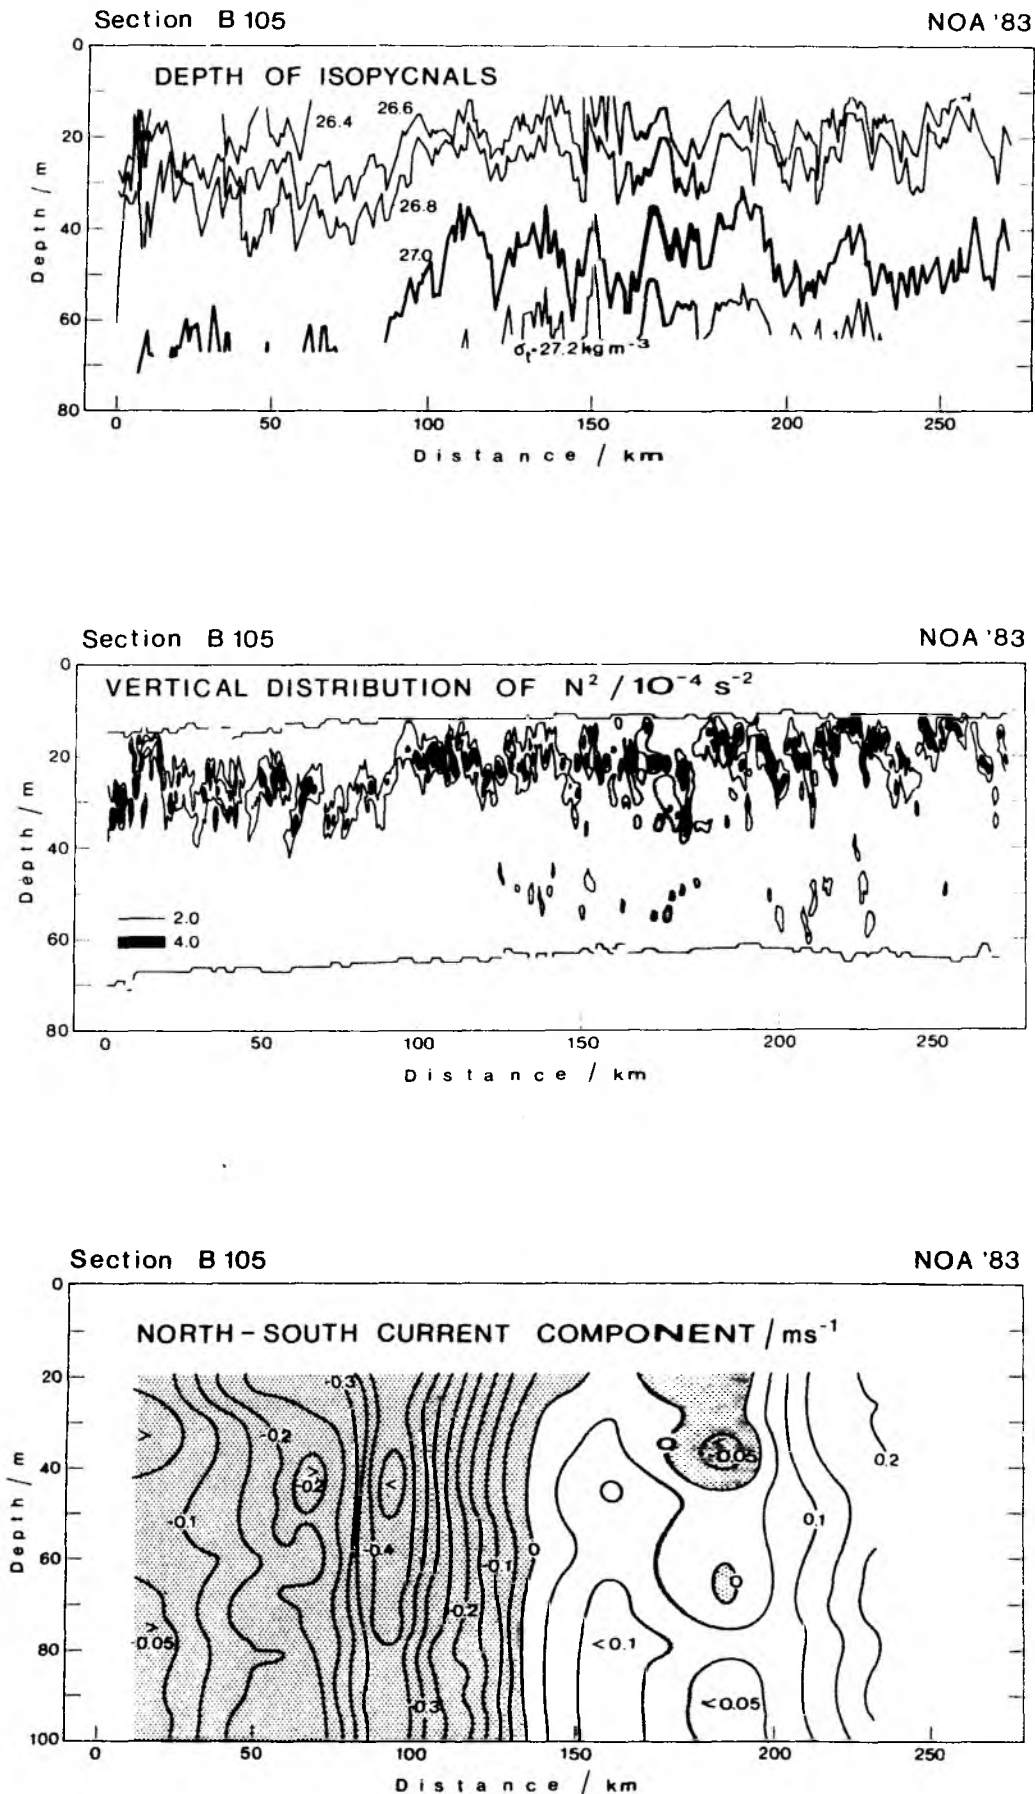 Section B 105 NOA '83
DEPTH OF ISOPYCNALS
0
20
40
60
80
Depth / m
26.4
26.6
26.8
27.0
σt=27.2 kg m-3
0 50 100 150 200 250
Distance / km
Section B 105 NOA '83
VERTICAL DISTRIBUTION OF N² / 10⁻⁴ s⁻²
0
20
40
60
80
Depth / m
2.0
4.0
0 50 100 150 200 250
Distance / km
Section B 105 NOA '83
NORTH-SOUTH CURRENT COMPONENT / ms⁻¹
0
20
40
60
80
100
Depth / m
-0.3
-0.2
>
<
>
-0.2
0
<
-0.05
0.2
-0.1
-0.4
-0.1
0
0.1
0
-0.2
>
-0.05
<0.1
-0.3
<0.05
0 50 100 150 200 250
Distance / km